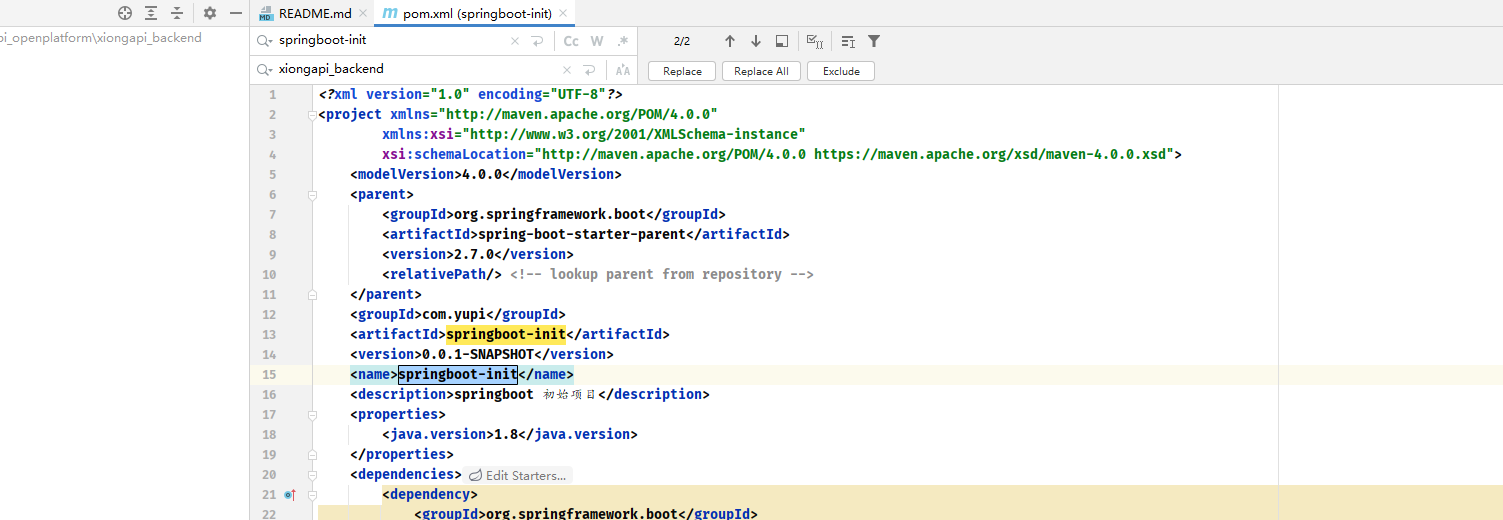 README.md
pom.xml (springboot-init)
pi_openplatform\xiongapi_backend
springboot-init
Cc W .*
2/2
xiongapi_backend
Replace
Replace All
Exclude
1 <?xml version="1.0" encoding="UTF-8"?>
2 <project xmlns="http://maven.apache.org/POM/4.0.0"
3 xmlns:xsi="http://www.w3.org/2001/XMLSchema-instance"
4 xsi:schemaLocation="http://maven.apache.org/POM/4.0.0 https://maven.apache.org/xsd/maven-4.0.0.xsd">
5 <modelVersion>4.0.0</modelVersion>
6 <parent>
7 <groupId>org.springframework.boot</groupId>
8 <artifactId>spring-boot-starter-parent</artifactId>
9 <version>2.7.0</version>
10 <relativePath/> <!-- lookup parent from repository -->
11 </parent>
12 <groupId>com.yupi</groupId>
13 <artifactId>springboot-init</artifactId>
14 <version>0.0.1-SNAPSHOT</version>
15 <name>springboot-init</name>
16 <description>springboot 初始项目</description>
17 <properties>
18 <java.version>1.8</java.version>
19 </properties>
20 <dependencies> Edit Starters...
21 <dependency>
22 <groupId>org.springframework.boot</groupId>